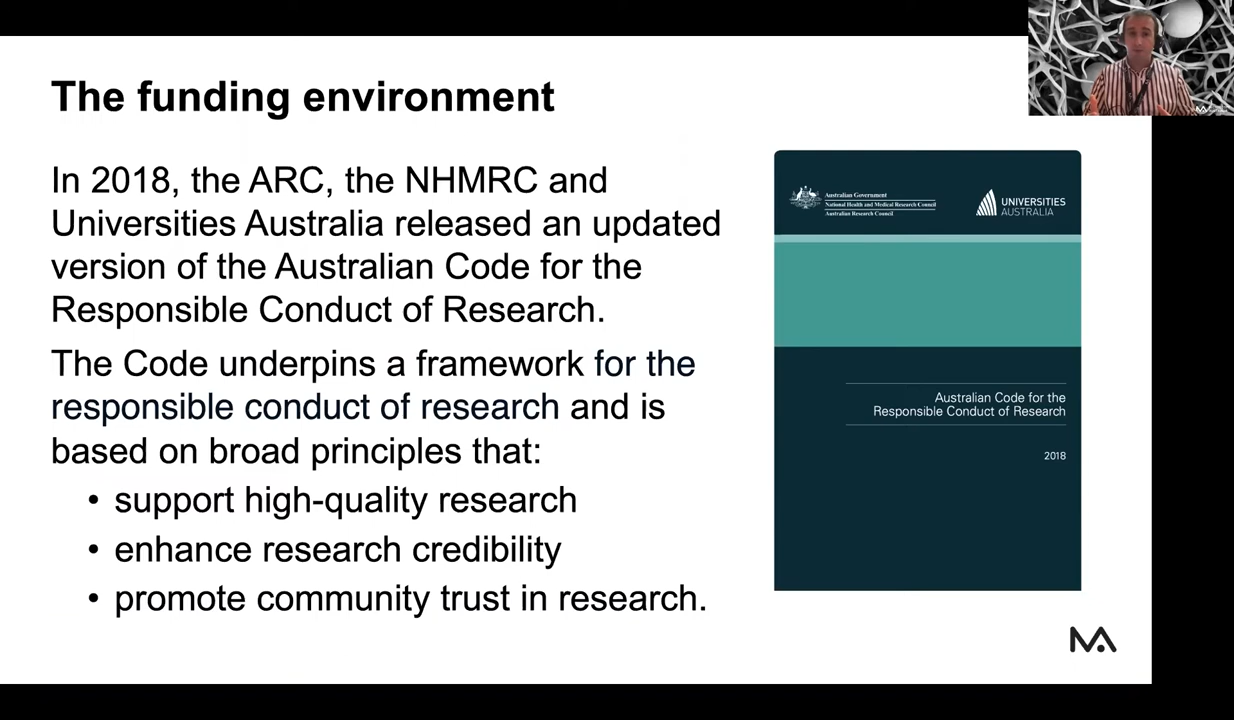 The funding environment
In 2018, the ARC, the NHMRC and
Universities Australia released an updated
version of the Australian Code for the
Responsible Conduct of Research.
The Code underpins a framework for the
responsible conduct of research and is
based on broad principles that:
• support high-quality research
• enhance research credibility
• promote community trust in research.
Australian Government
National Health and Medical Research Council
Australian Research Council
UNIVERSITIES
AUSTRALIA
Australian Code for the
Responsible Conduct of Research
2018